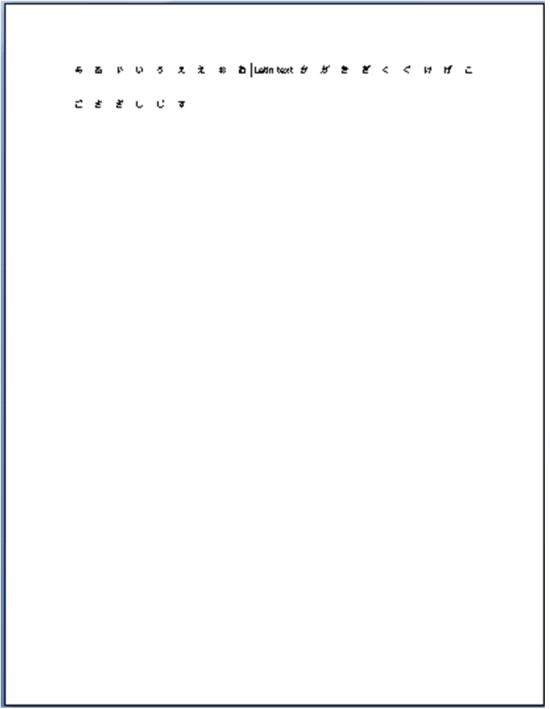 ぁ あ ぃ い う ぇ え ぉ お Latin text か が き ぎ く ぐ け げ こ
ご さ ざ し じ す